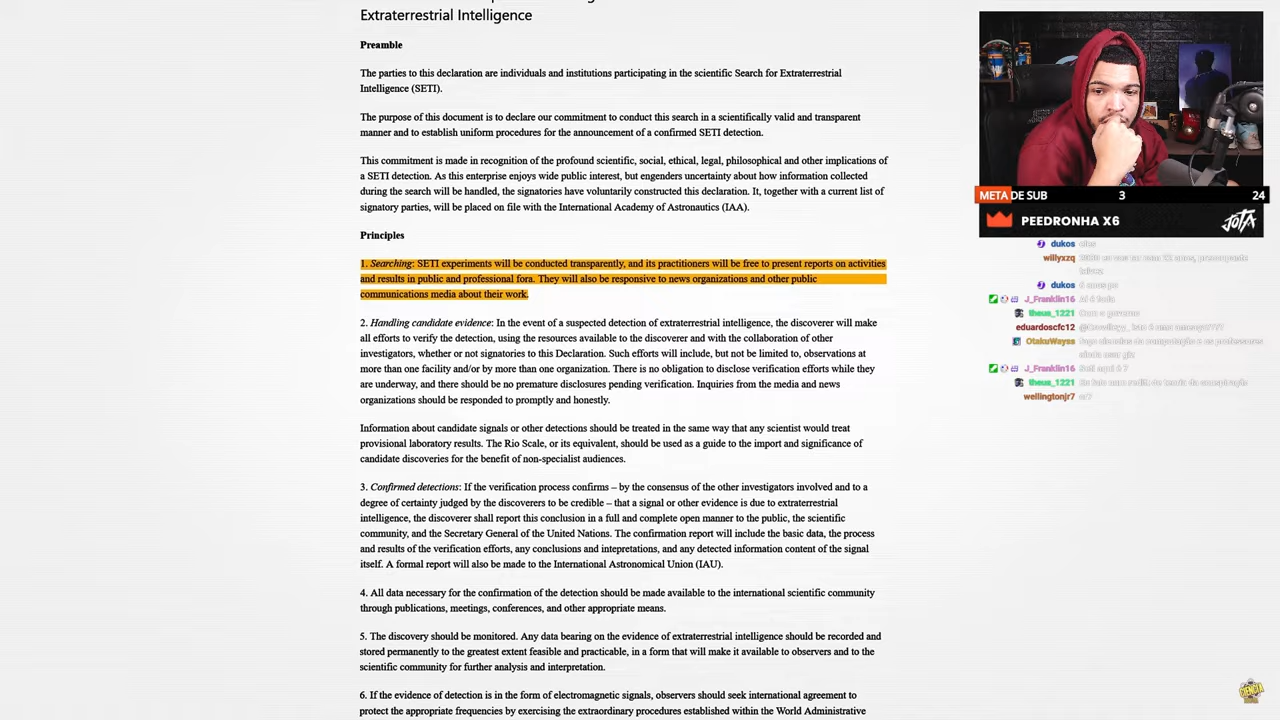 Extraterrestrial Intelligence
Preamble
The parties to this declaration are individuals and institutions participating in the scientific Search for Extraterrestrial
Intelligence (SETI).
The purpose of this document is to declare our commitment to conduct this search in a scientifically valid and transparent
manner and to establish uniform procedures for the announcement of a confirmed SETI detection.
This commitment is made in recognition of the profound scientific, social, ethical, legal, philosophical and other implications of
a SETI detection. As this enterprise enjoys wide public interest, but engenders uncertainty about how information collected
during the search will be handled, the signatories have voluntarily constructed this declaration. It, together with a current list of
signatory parties, will be placed on file with the International Academy of Astronautics (IAA).
Principles
1. Searching: SETI experiments will be conducted transparently, and its practitioners will be free to present reports on activities
and results in public and professional fora. They will also be responsive to news organizations and other public
communications media about their work.
2. Handling candidate evidence: In the event of a suspected detection of extraterrestrial intelligence, the discoverer will make
all efforts to verify the detection, using the resources available to the discoverer and with the collaboration of other
investigators, whether or not signatories to this Declaration. Such efforts will include, but not be limited to, observations at
more than one facility and/or by more than one organization. There is no obligation to disclose verification efforts while they
are underway, and there should be no premature disclosures pending verification. Inquiries from the media and news
organizations should be responded to promptly and honestly.
Information about candidate signals or other detections should be treated in the same way that any scientist would treat
provisional laboratory results. The Rio Scale, or its equivalent, should be used as a guide to the import and significance of
candidate discoveries for the benefit of non-specialist audiences.
3. Confirmed detections: If the verification process confirms – by the consensus of the other investigators involved and to a
degree of certainty judged by the discoverers to be credible – that a signal or other evidence is due to extraterrestrial
intelligence, the discoverer shall report this conclusion in a full and complete open manner to the public, the scientific
community, and the Secretary General of the United Nations. The confirmation report will include the basic data, the process
and results of the verification efforts, any conclusions and intepretations, and any detected information content of the signal
itself. A formal report will also be made to the International Astronomical Union (IAU).
4. All data necessary for the confirmation of the detection should be made available to the international scientific community
through publications, meetings, conferences, and other appropriate means.
5. The discovery should be monitored. Any data bearing on the evidence of extraterrestrial intelligence should be recorded and
stored permanently to the greatest extent feasible and practicable, in a form that will make it available to observers and to the
scientific community for further analysis and interpretation.
6. If the evidence of detection is in the form of electromagnetic signals, observers should seek international agreement to
protect the appropriate frequencies by exercising the extraordinary procedures established within the World Administrative
META DE SUB 3 24
PEEDRONHA X6 JOTA
dukos
willyxzq
dukos
J_Franklin16
theus_1221 Com o governo
eduardoscfc12
OtakuWayes
J_Franklin16
theus_1221
wellingtonjr7
CIENCIA